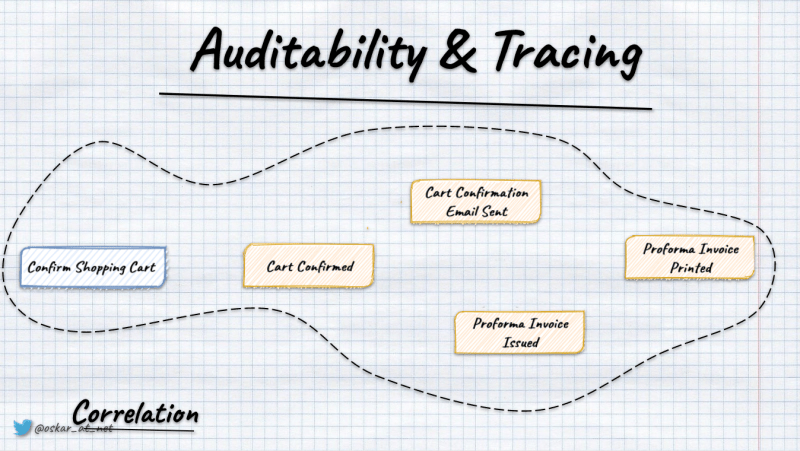 Auditability & Tracing
Cart Confirmation
Email Sent
Confirm Shopping Cart
Cart Confirmed
Proforma Invoice
Printed
Proforma Invoice
Issued
Correlation
@oskar_at_net